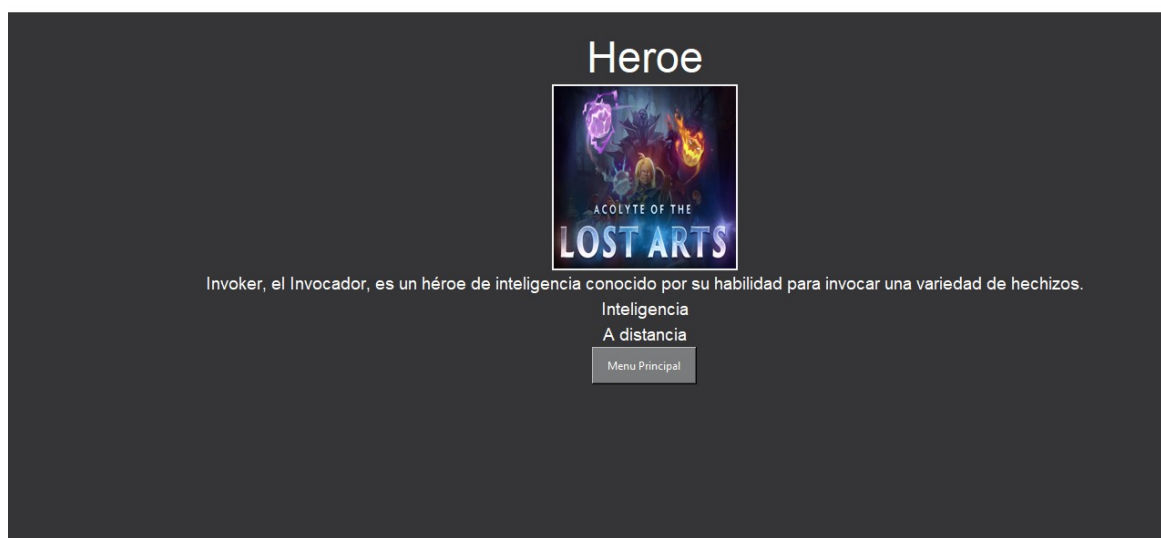 Heroe
ACOLYTE OF THE
LOST ARTS
Invoker, el Invocador, es un héroe de inteligencia conocido por su habilidad para invocar una variedad de hechizos.
Inteligencia
A distancia
Menu Principal